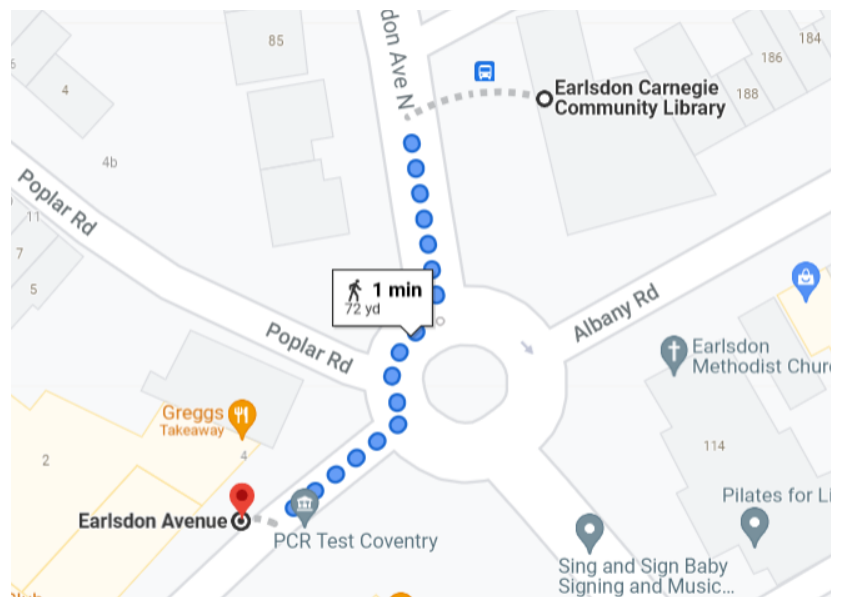 85
184
186
188
6
4
4b
don Ave N
Earlsdon Carnegie
Community Library
Poplar Rd
11
7
5
1 min
72 yd
Albany Rd
Poplar Rd
Earlsdon
Methodist Chur
Greggs
Takeaway
4
2
114
Earlsdon Avenue
PCR Test Coventry
Pilates for Li
Sing and Sign Baby
Signing and Music...